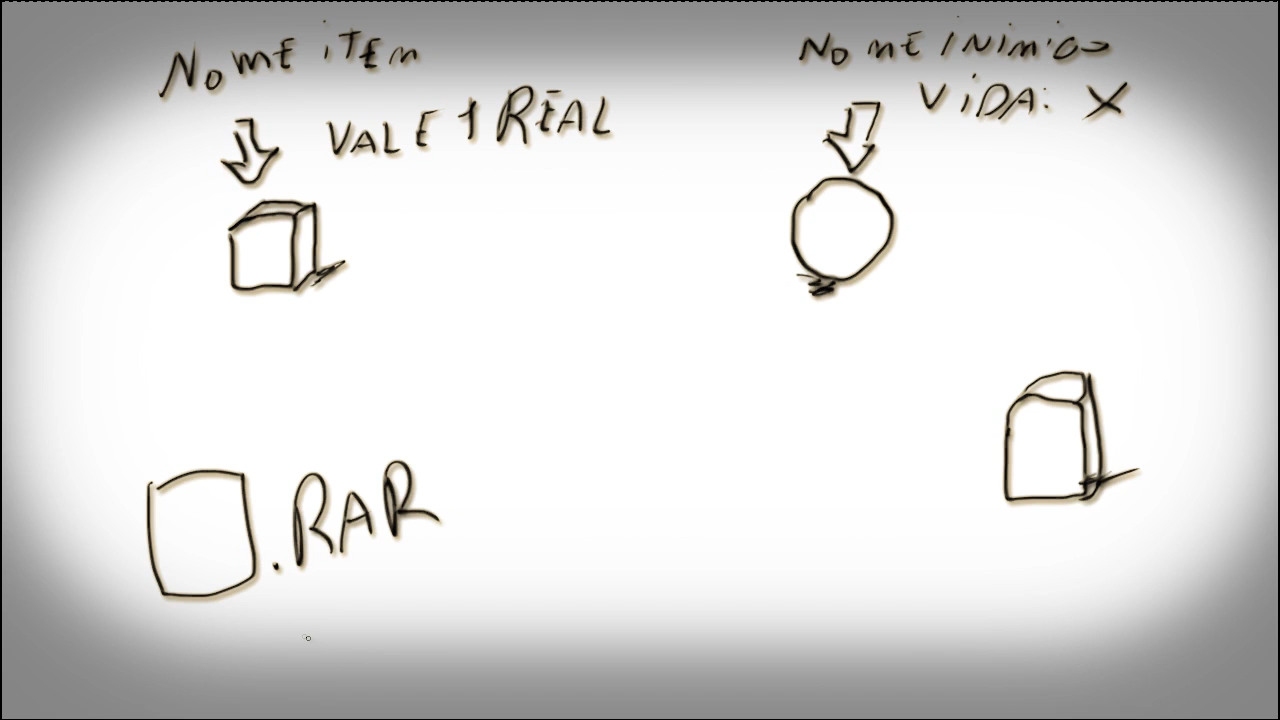 NOME iTEM
VALE 1 REAL
NOME INIMIGO
ViDA: X
.RAR